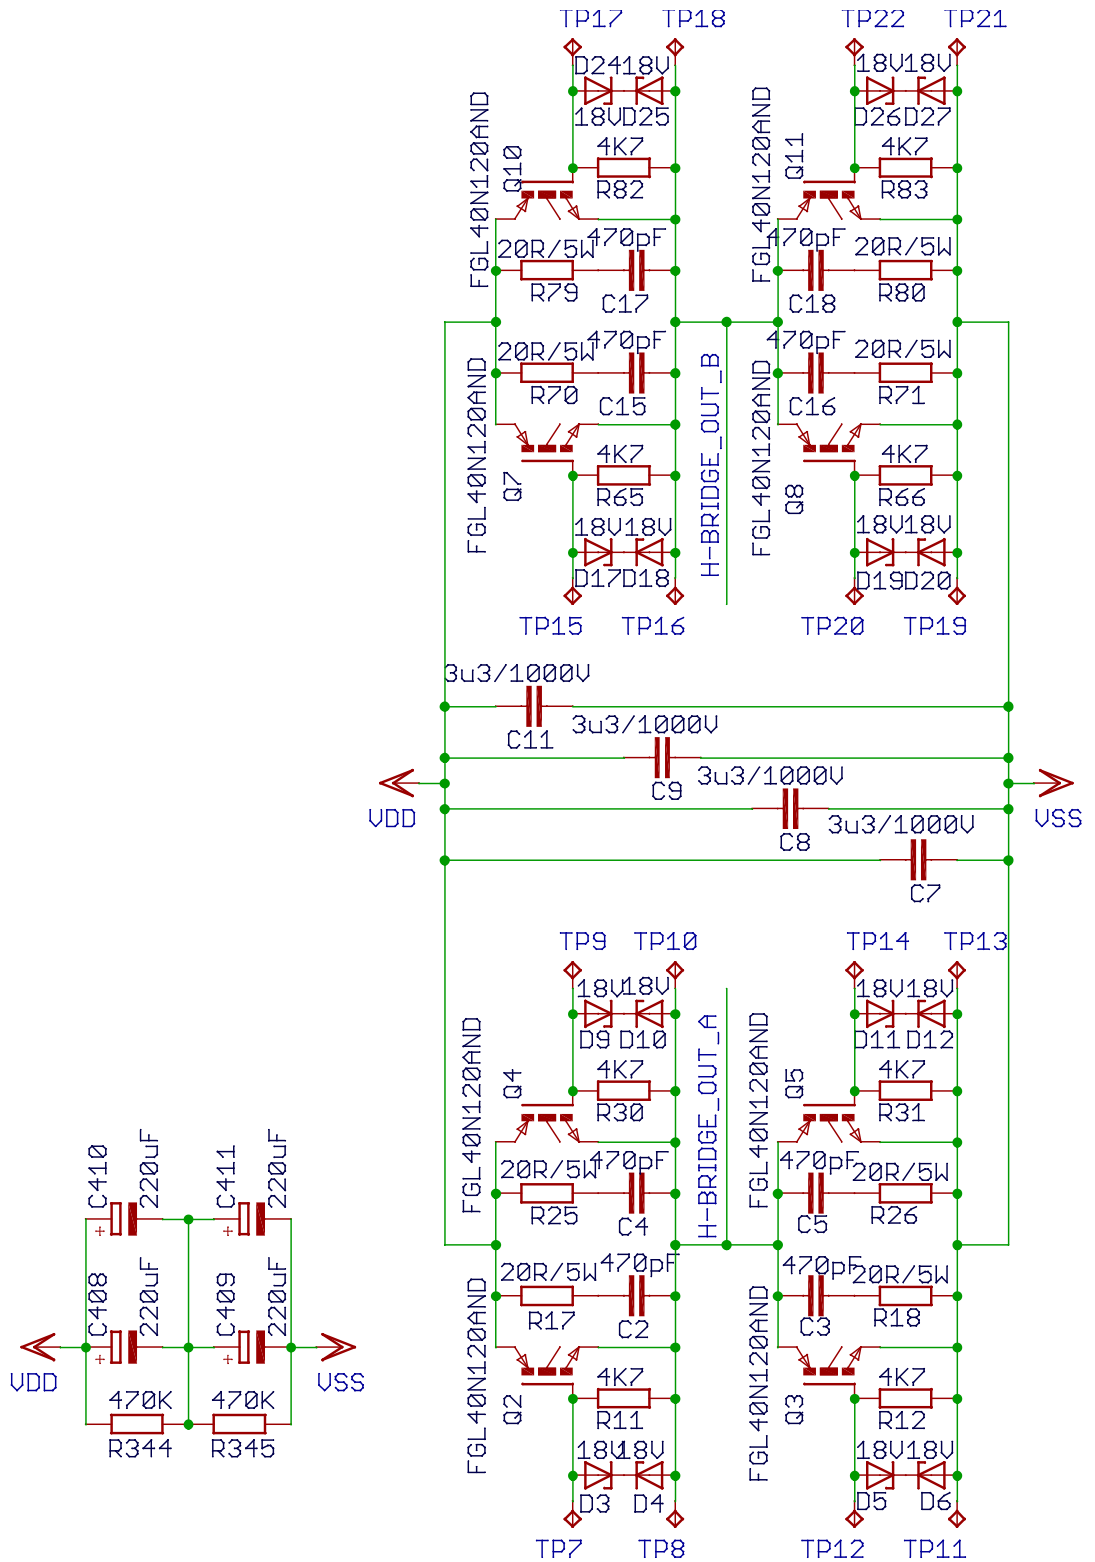 TP17 TP18 TP22 TP21
D24 18V 18V 18V
18V D25 D26 D27
FGL40N120AND Q10 4K7 R82
FGL40N120AND Q11 4K7 R83
20R/5W R79 470pF C17
470pF C18 R80
20R/5W R70 470pF C15
470pF C16 20R/5W R71
FGL40N120AND Q7 4K7 R65
H-BRIDGE_OUT_B
FGL40N120AND Q8 4K7 R66
18V 18V 18V 18V
D17 D18 D19 D20
TP15 TP16 TP20 TP19
3u3/1000V
C11
3u3/1000V
C9
3u3/1000V
C8
3u3/1000V
C7
VDD VSS
TP9 TP10 TP14 TP13
18V 18V 18V 18V
D9 D10 D11 D12
FGL40N120AND Q4 4K7 R30
H-BRIDGE_OUT_A
FGL40N120AND Q5 4K7 R31
20R/5W R25 470pF C4
470pF C5 20R/5W R26
20R/5W R17 470pF C2
470pF C3 20R/5W R18
FGL40N120AND Q2 4K7 R11
FGL40N120AND Q3 4K7 R12
18V 18V 18V 18V
D3 D4 D5 D6
TP7 TP8 TP12 TP11
C410 220uF C411 220uF
+ +
C408 220uF C409 220uF
+ +
VDD VSS
470K 470K
R344 R345